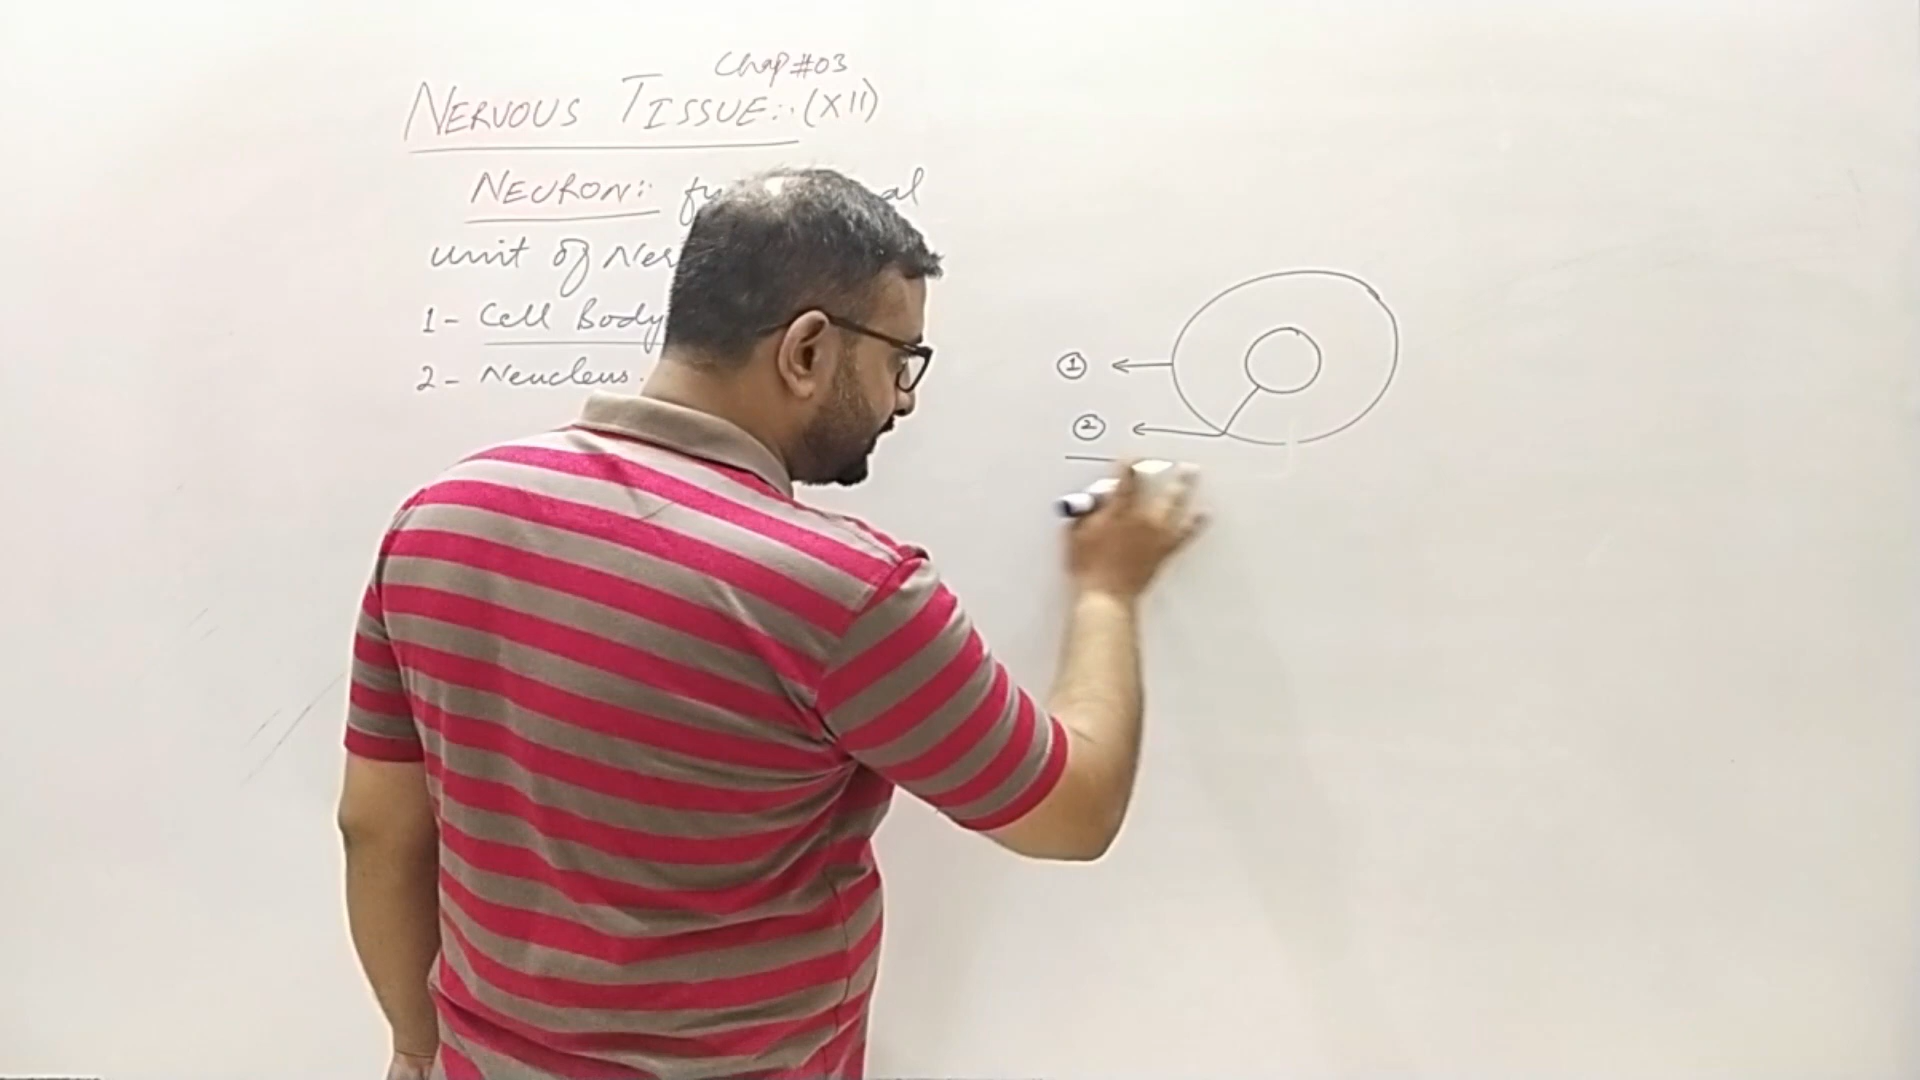 Chap#03
NERVOUS TISSUE:.(XII)
NEURON:
unit of
1- Cell Body
2- Neucleus.
1
2